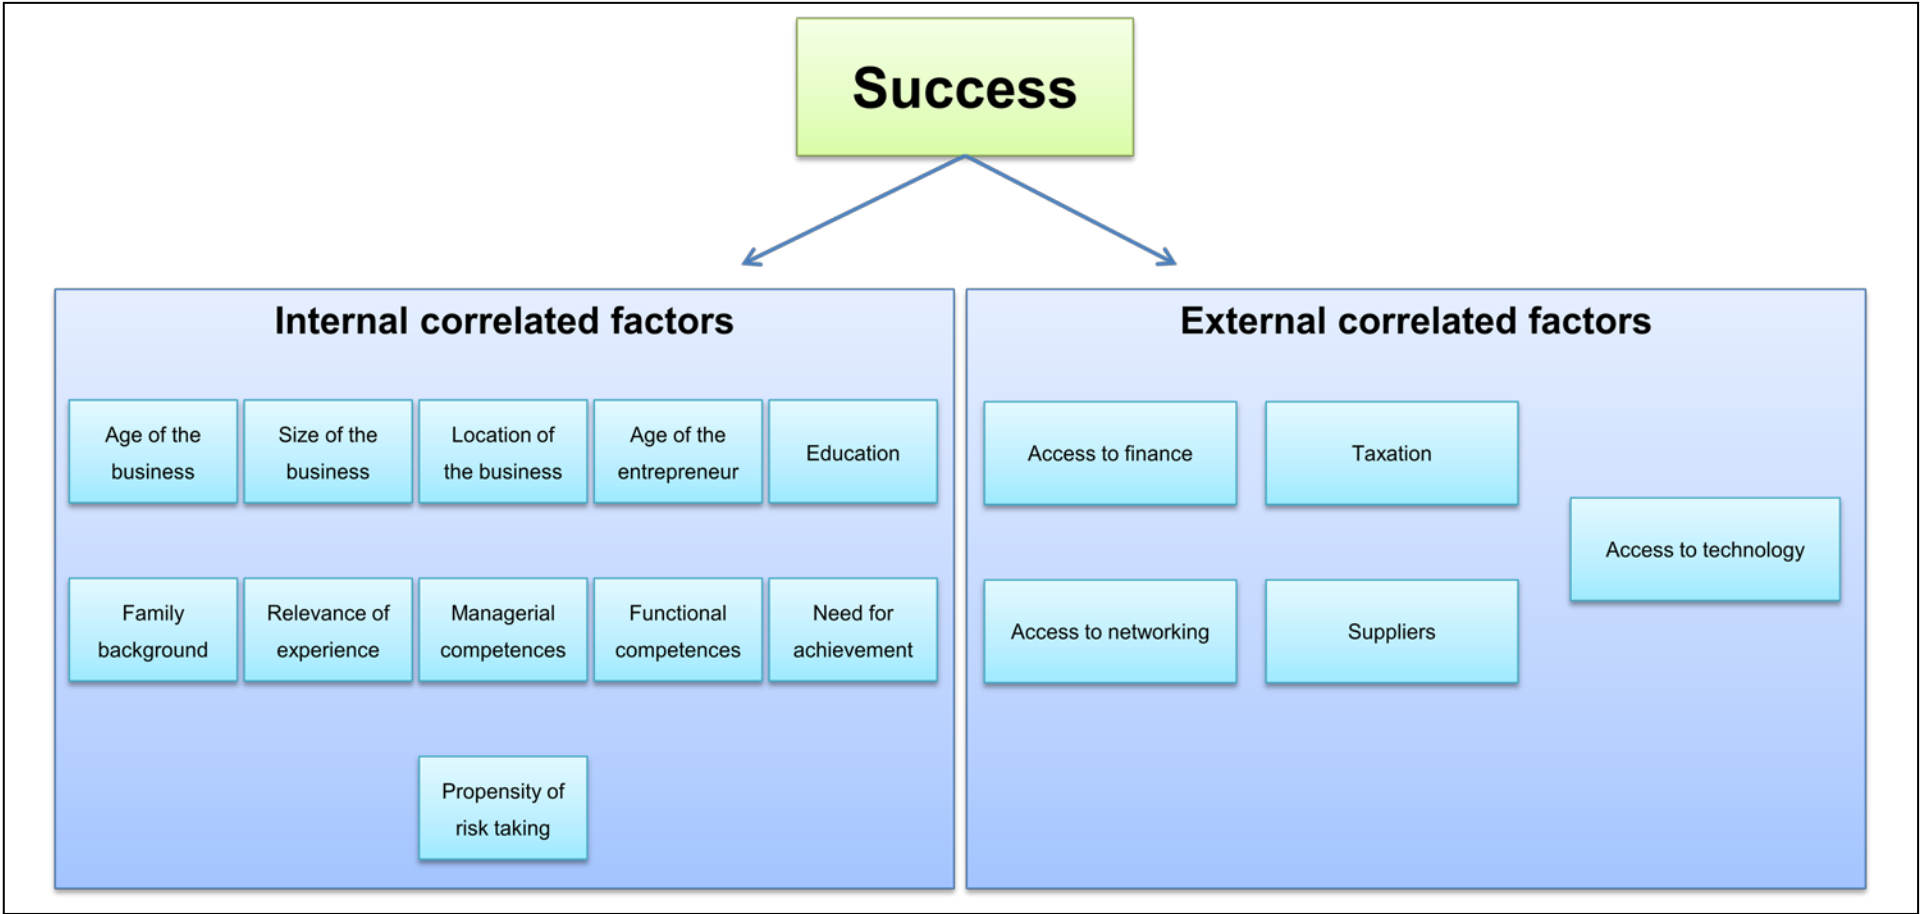 Success
Internal correlated factors
Age of the
business
Size of the
business
Location of
the business
Age of the
entrepreneur
Education
Family
background
Relevance of
experience
Managerial
competences
Functional
competences
Need for
achievement
Propensity of
risk taking
External correlated factors
Access to finance
Taxation
Access to technology
Access to networking
Suppliers